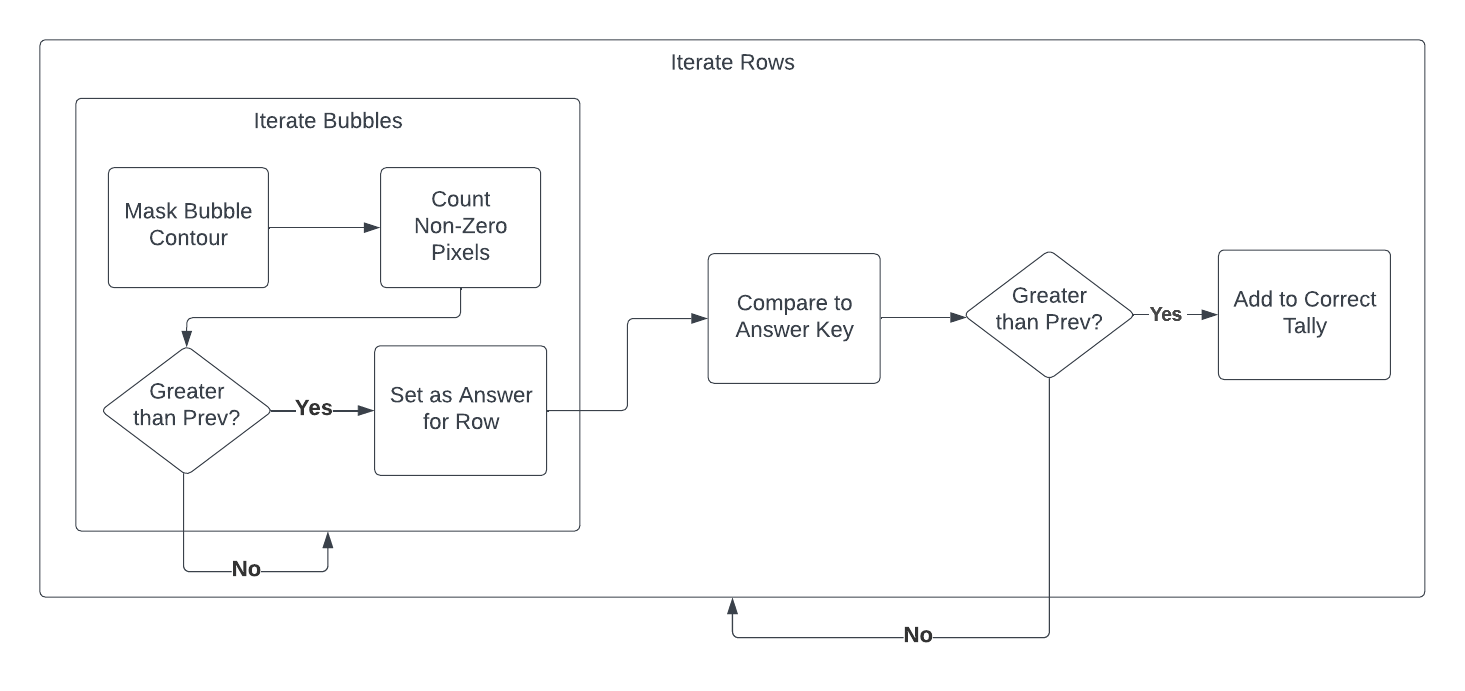 Iterate Rows
Iterate Bubbles
Mask Bubble
Contour
Count
Non-Zero
Pixels
Greater
than Prev?
Yes
Set as Answer
for Row
No
Compare to
Answer Key
Greater
than Prev?
Yes
Add to Correct
Tally
No